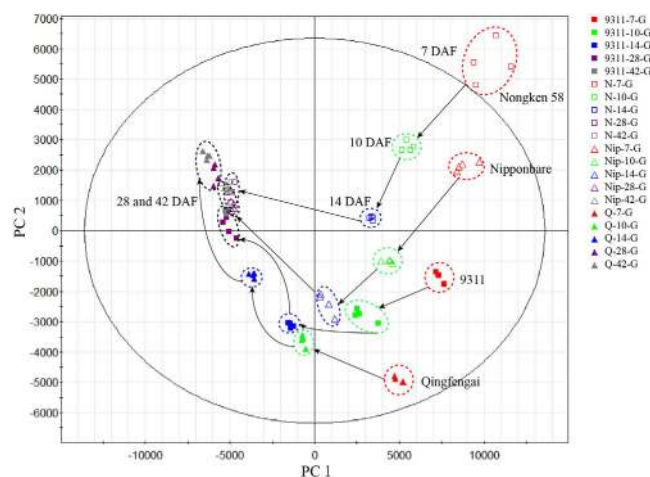 7000
6000
5000
4000
3000
2000
1000
0
-1000
-2000
-3000
-4000
-5000
-6000
PC 2
-10000
-5000
0
5000
10000
PC 1
7 DAF
Nongken 58
10 DAF
Nipponbare
28 and 42 DAF
14 DAF
9311
Qingfengai
9311-7-G
9311-10-G
9311-14-G
9311-28-G
9311-42-G
N-7-G
N-10-G
N-14-G
N-28-G
N-42-G
Nip-7-G
Nip-10-G
Nip-14-G
Nip-28-G
Nip-42-G
Q-7-G
Q-10-G
Q-14-G
Q-28-G
Q-42-G